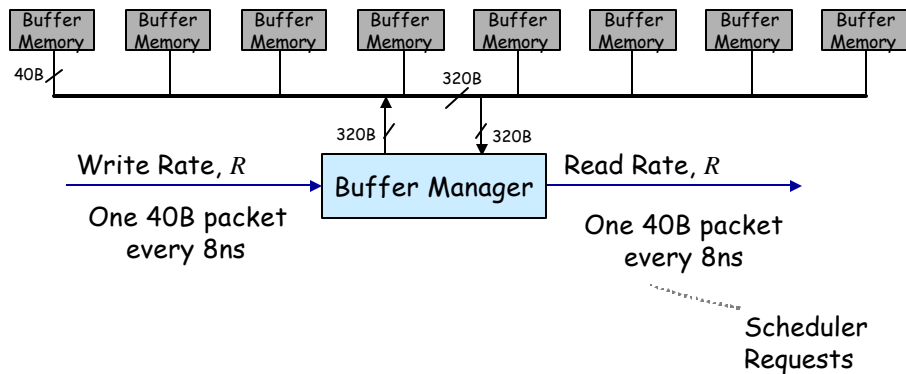 Buffer Buffer Buffer Buffer Buffer Buffer Buffer Buffer
Memory Memory Memory Memory Memory Memory Memory Memory
40B
320B
320B
320B
Write Rate, R
Buffer Manager
Read Rate, R
One 40B packet
every 8ns
One 40B packet
every 8ns
Scheduler
Requests